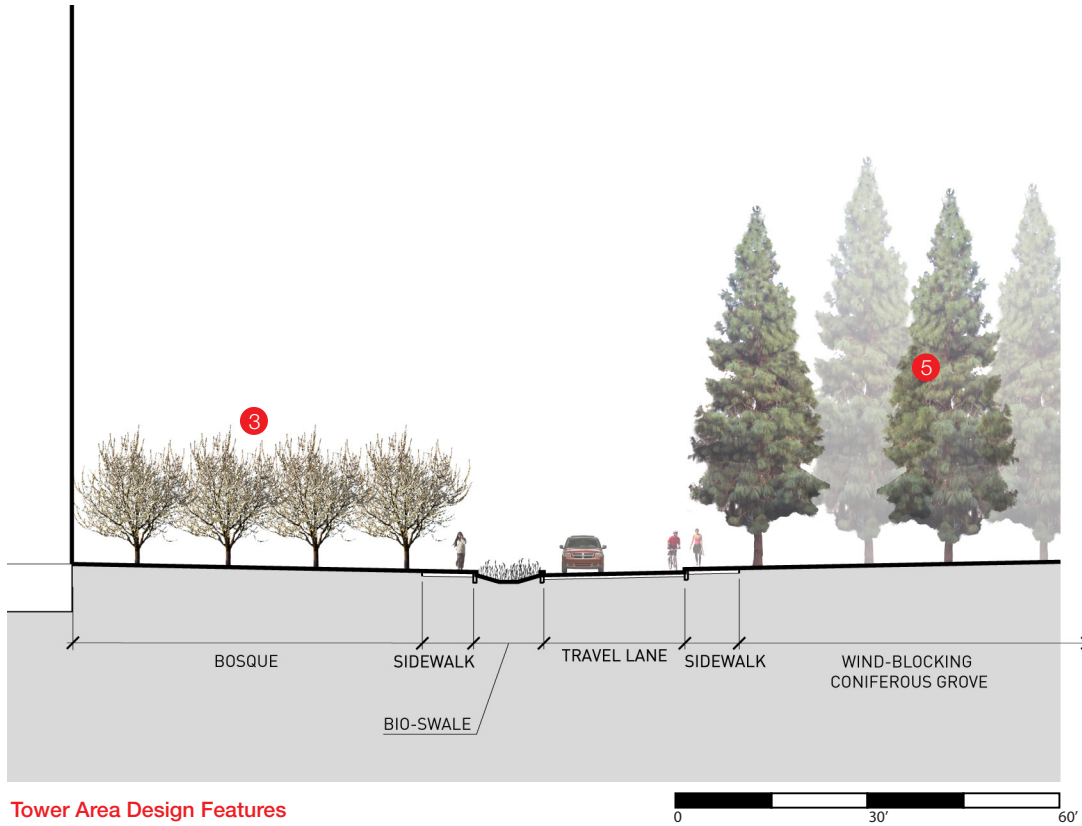 3
5
BOSQUE
SIDEWALK
TRAVEL LANE
SIDEWALK
WIND-BLOCKING
CONIFEROUS GROVE
BIO-SWALE
Tower Area Design Features
0
30'
60'